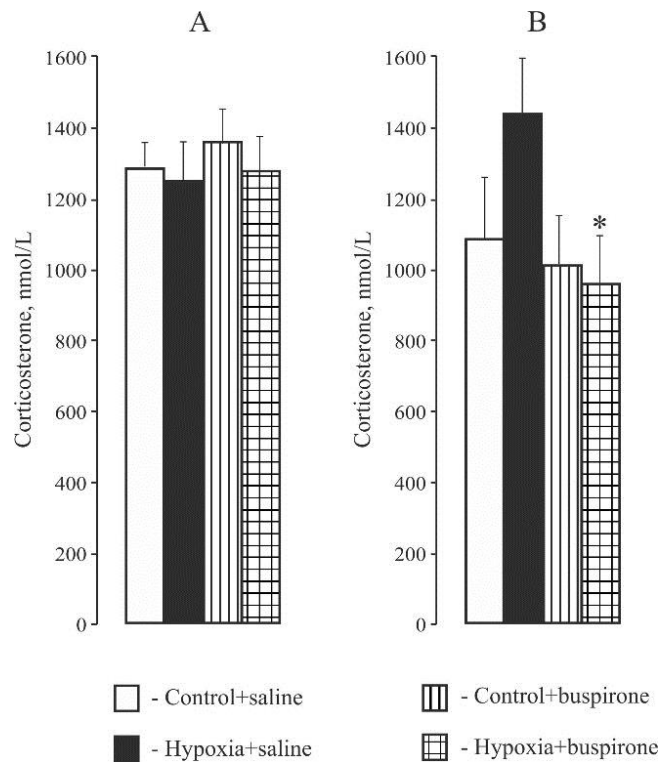 A
B
Corticosterone, nmol/L
1600
1400
1200
1000
800
600
400
200
0
Corticosterone, nmol/L
1600
1400
1200
1000
800
600
400
200
0
*
- Control+saline
- Control+buspirone
- Hypoxia+saline
- Hypoxia+buspirone